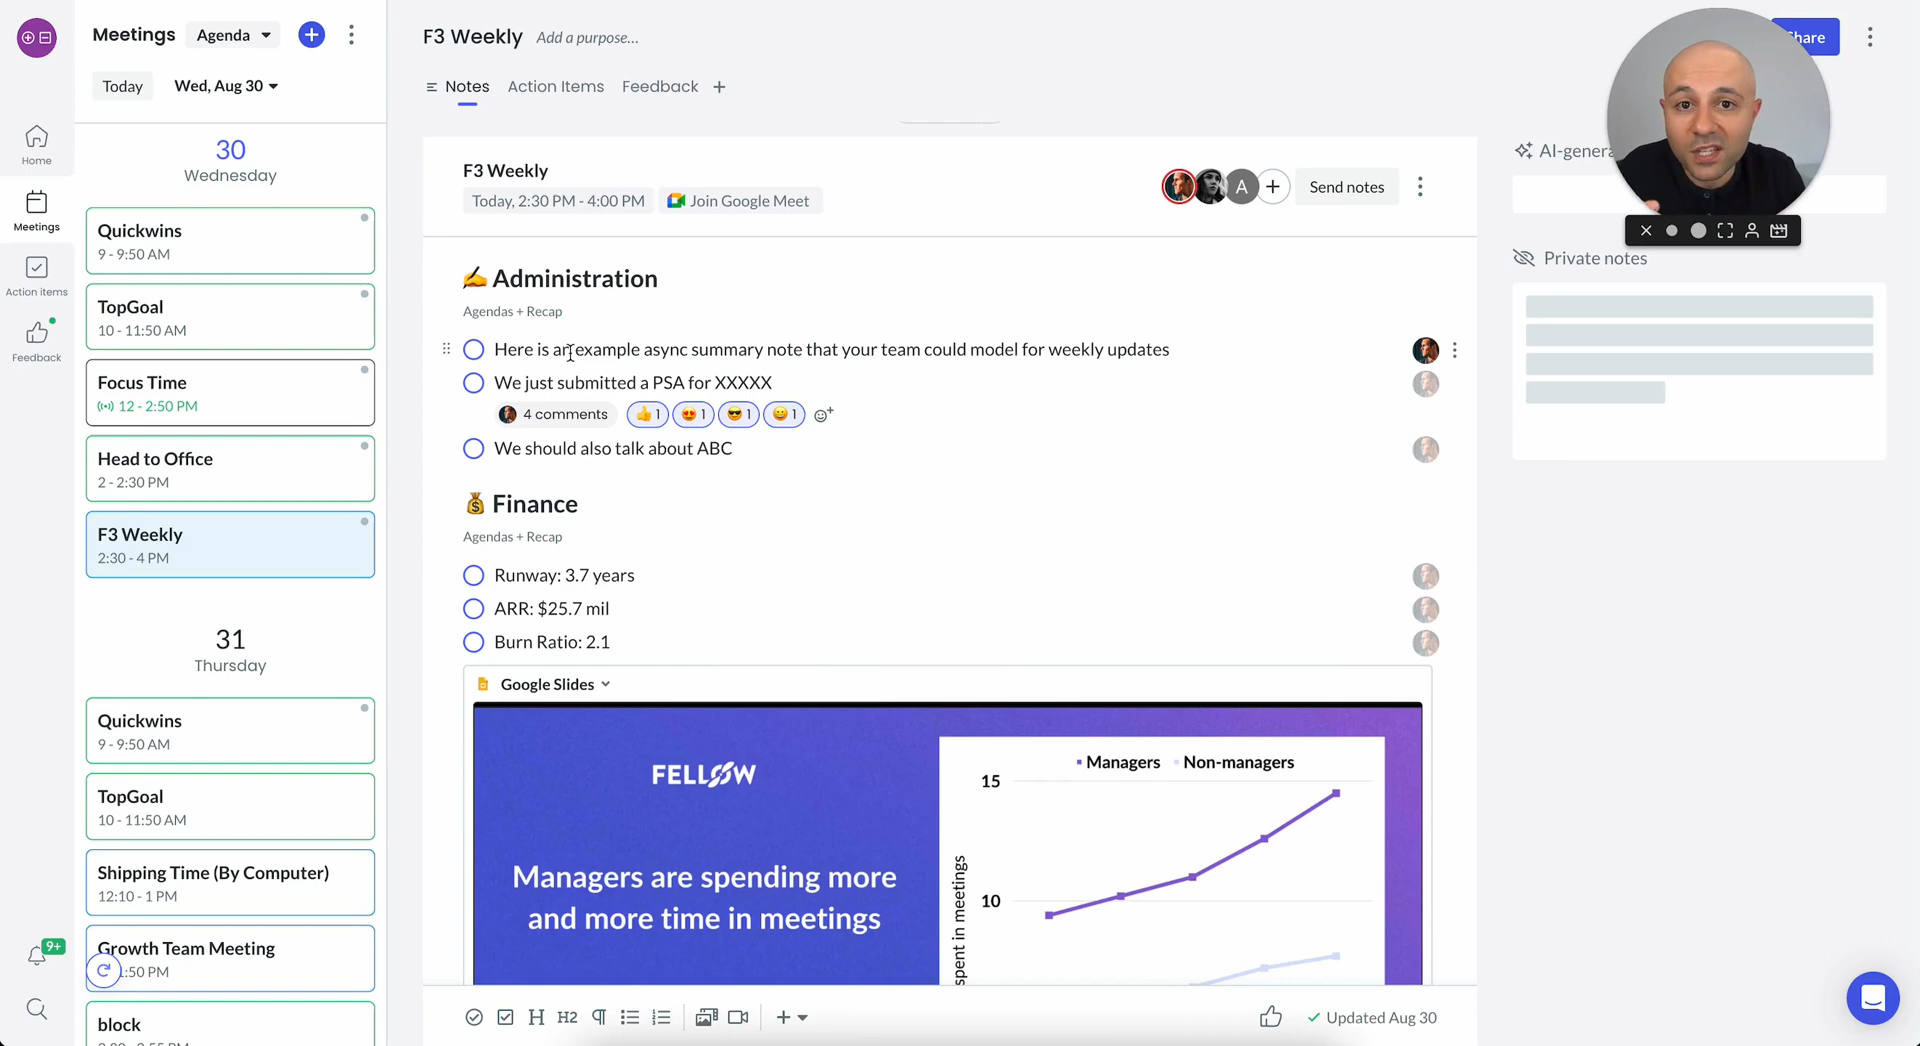 Meetings
Agenda
Today
Wed, Aug 30
Home
Meetings
Action items
Feedback
9+
30
Wednesday
Quickwins
9 - 9:50 AM
TopGoal
10 - 11:50 AM
Focus Time
12 - 2:50 PM
Head to Office
2 - 2:30 PM
F3 Weekly
2:30 - 4 PM
31
Thursday
Quickwins
9 - 9:50 AM
TopGoal
10 - 11:50 AM
Shipping Time (By Computer)
12:10 - 1 PM
Growth Team Meeting
:50 PM
block
F3 Weekly
Add a purpose...
Share
Notes
Action Items
Feedback
F3 Weekly
Today, 2:30 PM - 4:00 PM
Join Google Meet
A
Send notes
✍️ Administration
Agendas + Recap
Here is an example async summary note that your team could model for weekly updates
We just submitted a PSA for XXXXX
4 comments
👍 1
😍 1
😎 1
😀 1
We should also talk about ABC
💰 Finance
Agendas + Recap
Runway: 3.7 years
ARR: $25.7 mil
Burn Ratio: 2.1
Google Slides
FELLOW
Managers are spending more
and more time in meetings
Managers
Non-managers
15
10
spent in meetings
H
H2
Updated Aug 30
AI-genera
Private notes